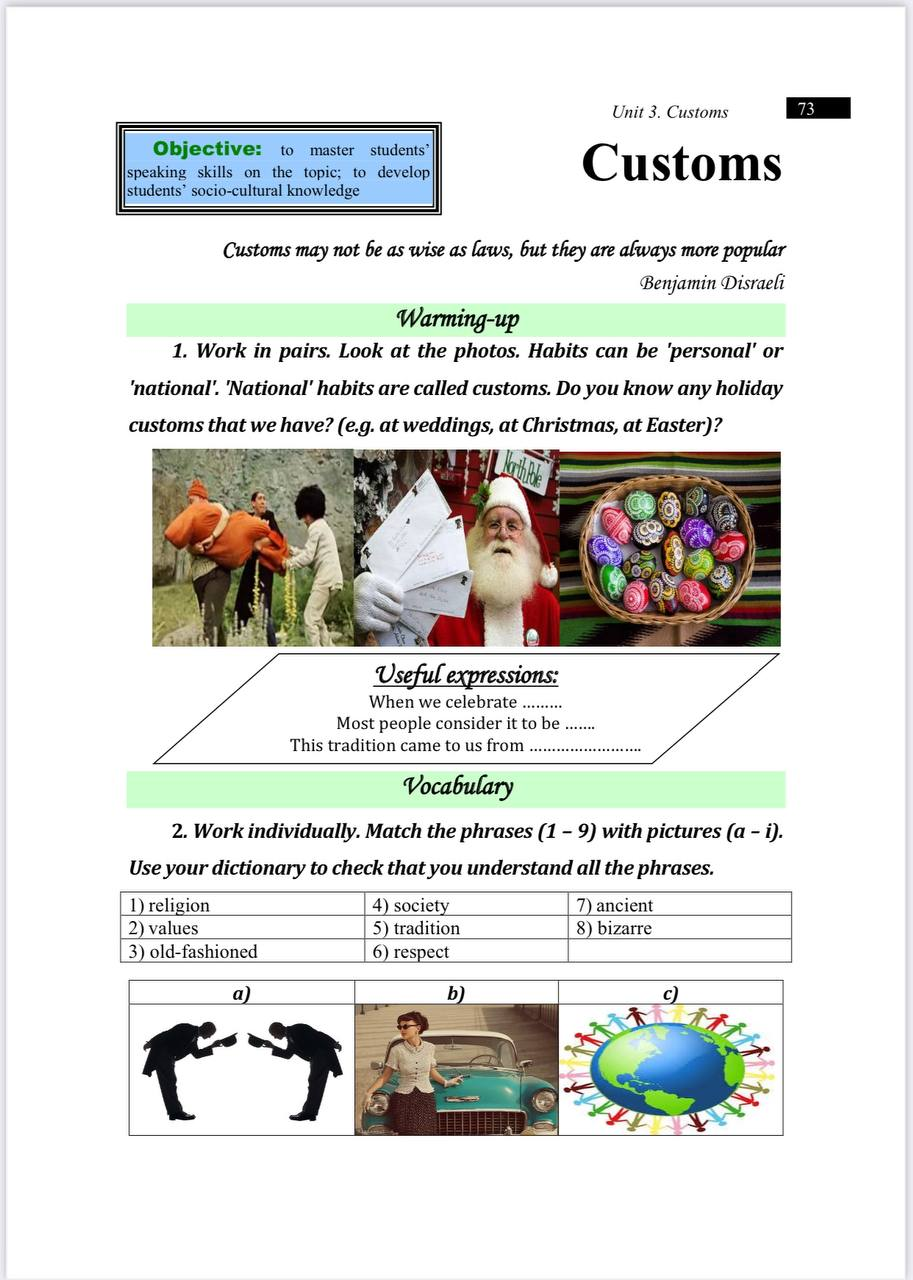 Unit 3. Customs
73
Objective: to master students’
speaking skills on the topic; to develop
students’ socio-cultural knowledge
Customs
Customs may not be as wise as laws, but they are always more popular
Benjamin Disraeli
Warming-up
1. Work in pairs. Look at the photos. Habits can be 'personal' or
'national'. 'National' habits are called customs. Do you know any holiday
customs that we have? (e.g. at weddings, at Christmas, at Easter)?
North Pole
Useful expressions:
When we celebrate ………
Most people consider it to be …….
This tradition came to us from …………………….
Vocabulary
2. Work individually. Match the phrases (1 – 9) with pictures (a – i).
Use your dictionary to check that you understand all the phrases.
1) religion 4) society 7) ancient
2) values 5) tradition 8) bizarre
3) old-fashioned 6) respect
a) b) c)